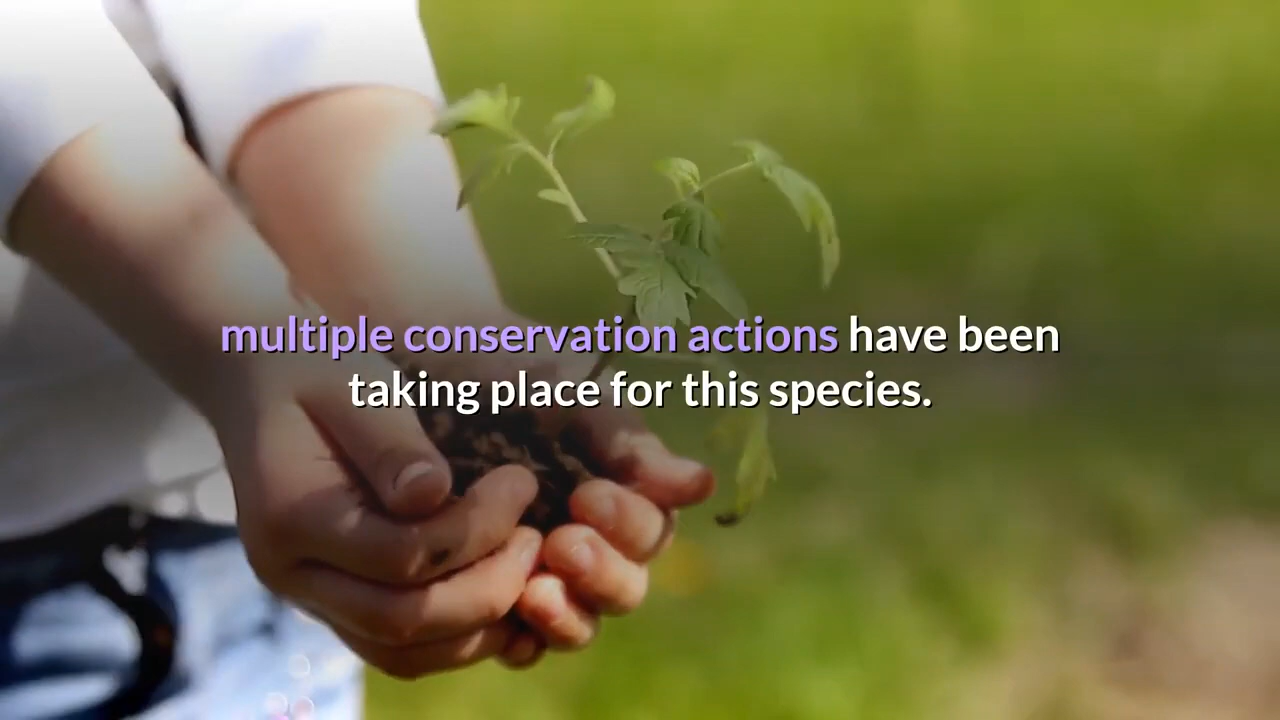 multiple conservation actions have been
taking place for this species.